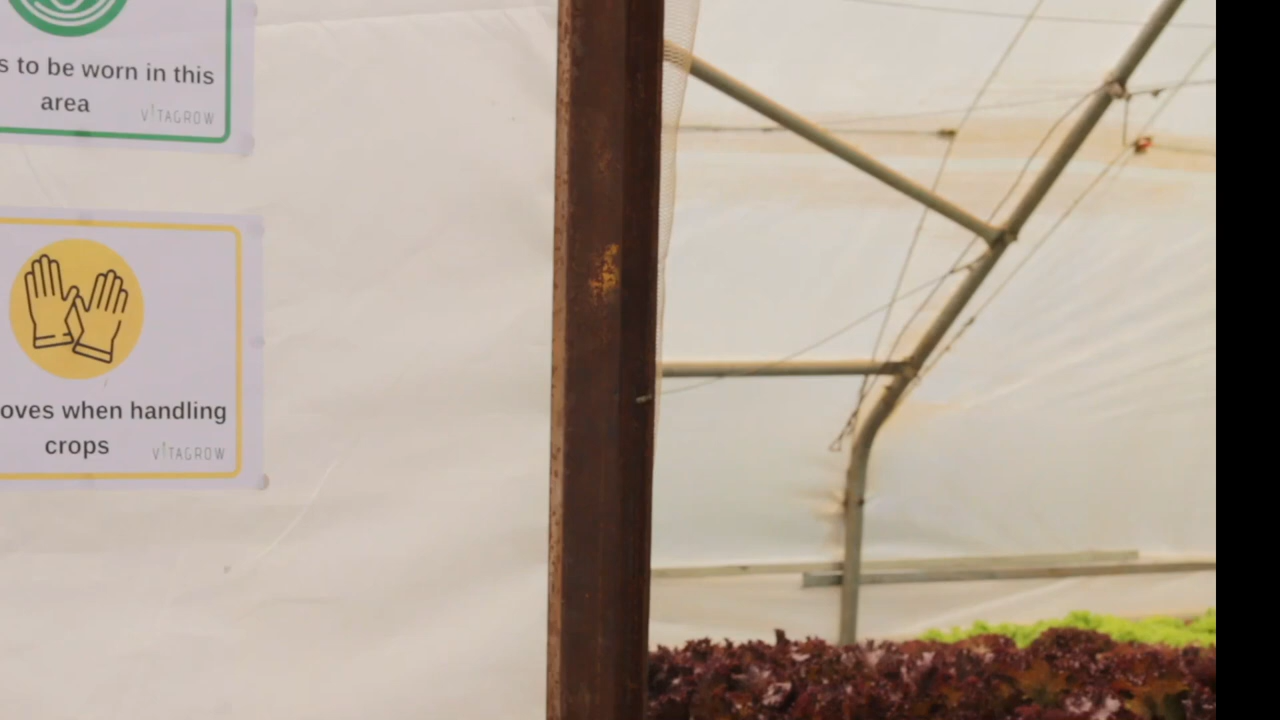 s to be worn in this
area
VITAGROW
oves when handling
crops
VITAGROW